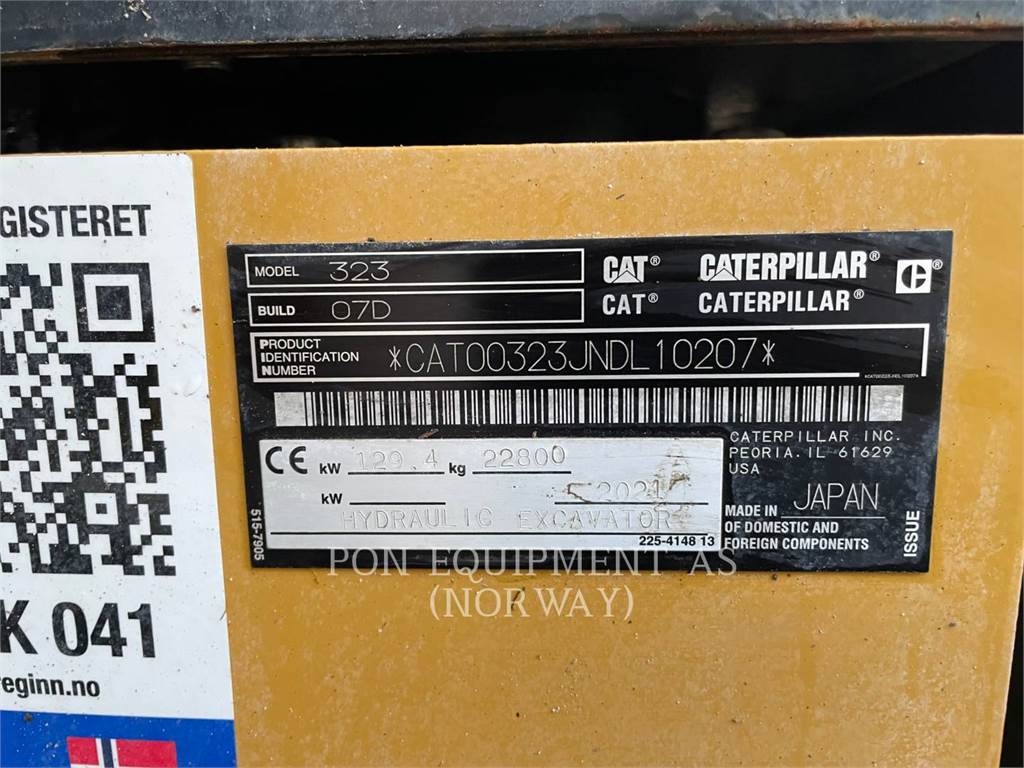 GISTERET
K 041
reginn.no
MODEL 323
BUILD 07D
CAT® CATERPILLAR®
CAT® CATERPILLAR®
PRODUCT
IDENTIFICATION
NUMBER
*CAT00323JNDL10207*
*CAT00323JNDL10207*
CE kW 129.4 kg 22800
kW 2021
HYDRAULIC EXCAVATOR
225-4148 13
515-7905
CATERPILLAR INC.
PEORIA, IL 61629
USA
MADE IN JAPAN
OF DOMESTIC AND
FOREIGN COMPONENTS
ISSUE
PON EQUIPMENT AS
(NORWAY)